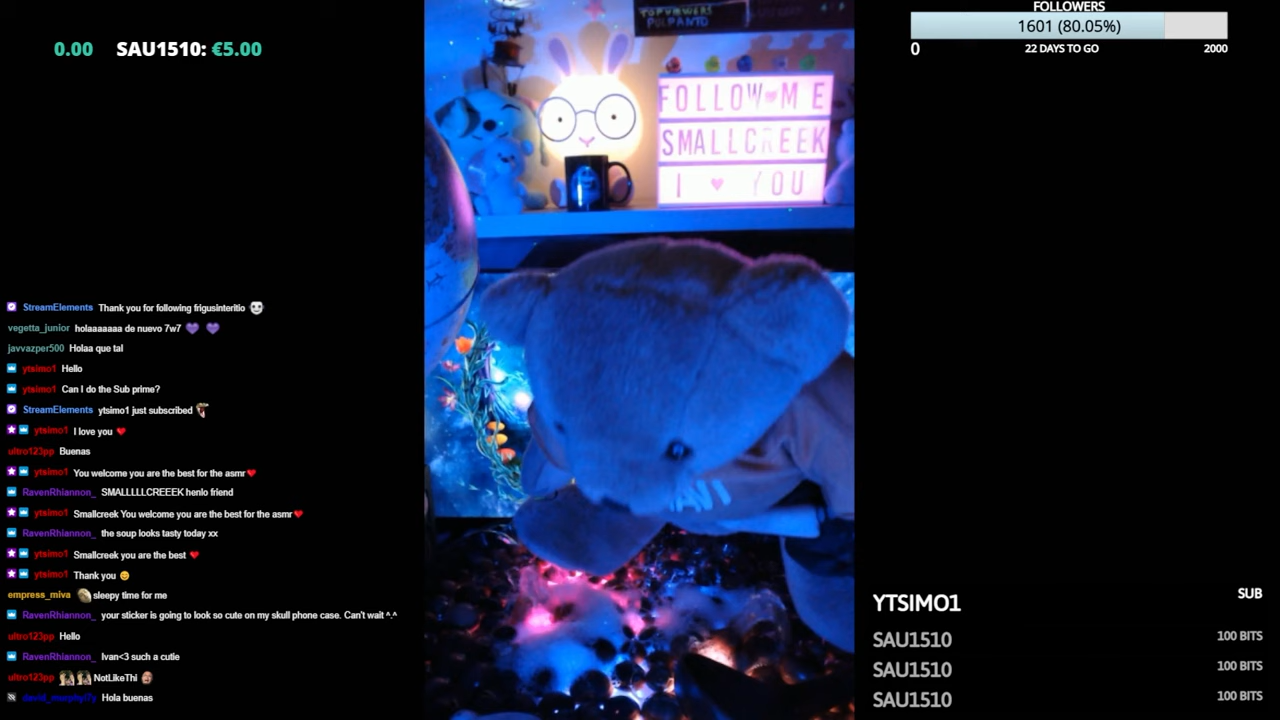 0.00 SAU1510: €5.00
StreamElements Thank you for following frigusinteritio
vegetta_junior holaaaaaaa de nuevo 7w7
javvazper500 Holaa que tal
ytsimo1 Hello
ytsimo1 Can I do the Sub prime?
StreamElements ytsimo1 just subscribed
ytsimo1 I love you
ultro123pp Buenas
ytsimo1 You welcome you are the best for the asmr
RavenRhiannon_ SMALLLLLCREEEK henlo friend
ytsimo1 Smallcreek You welcome you are the best for the asmr
RavenRhiannon_ the soup looks tasty today xx
ytsimo1 Smallcreek you are the best
ytsimo1 Thank you
empress_miva sleepy time for me
RavenRhiannon_ your sticker is going to look so cute on my skull phone case. Can't wait ^.^
ultro123pp Hello
RavenRhiannon_ Ivan<3 such a cutie
ultro123pp NotLikeThi
Hola buenas
TOPVIEWERS
PULPANTO
FOLLOW ♥ ME
SMALLCREEK
I ♥ YOU
FOLLOWERS
1601 (80.05%)
0 22 DAYS TO GO 2000
YTSIMO1 SUB
SAU1510 100 BITS
SAU1510 100 BITS
SAU1510 100 BITS